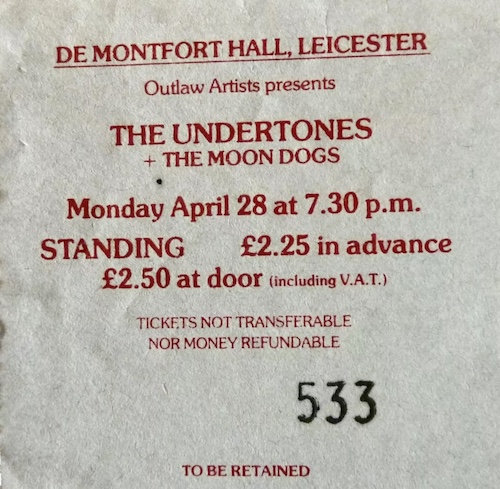 DE MONTFORT HALL, LEICESTER
Outlaw Artists presents
THE UNDERTONES
+ THE MOON DOGS
Monday April 28 at 7.30 p.m.
STANDING £2.25 in advance
£2.50 at door (including V.A.T.)
TICKETS NOT TRANSFERABLE
NOR MONEY REFUNDABLE
533
TO BE RETAINED